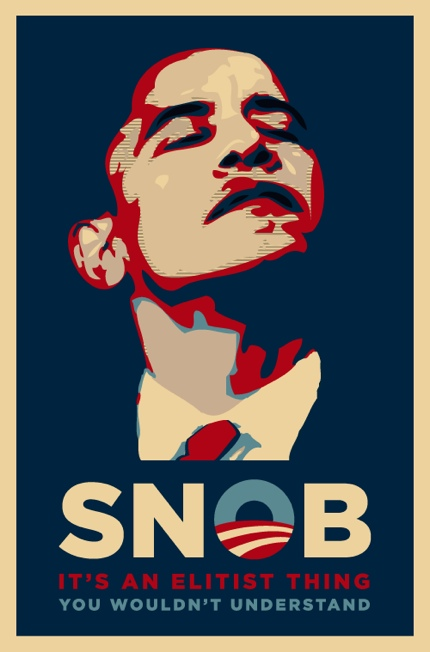 SNOB
IT'S AN ELITIST THING
YOU WOULDN'T UNDERSTAND